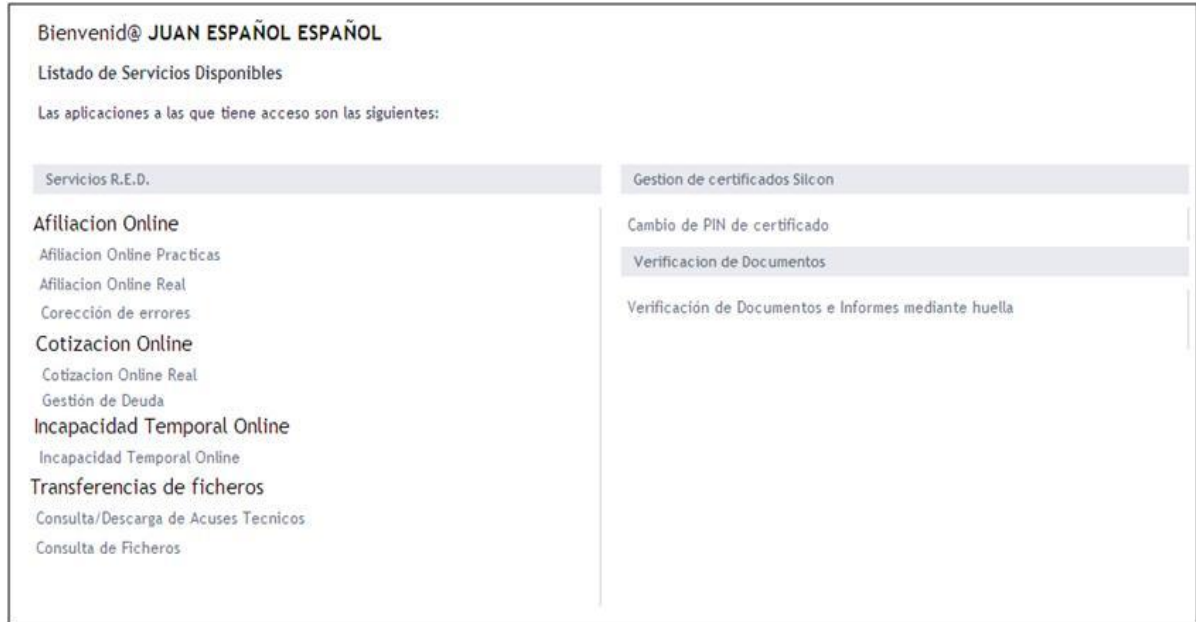 Bienvenid@ JUAN ESPAÑOL ESPAÑOL
Listado de Servicios Disponibles
Las aplicaciones a las que tiene acceso son las siguientes:
Servicios R.E.D.
Afiliacion Online
Afiliacion Online Practicas
Afiliacion Online Real
Corección de errores
Cotizacion Online
Cotizacion Online Real
Gestión de Deuda
Incapacidad Temporal Online
Incapacidad Temporal Online
Transferencias de ficheros
Consulta/Descarga de Acuses Tecnicos
Consulta de Ficheros
Gestion de certificados Silcon
Cambio de PIN de certificado
Verificacion de Documentos
Verificación de Documentos e Informes mediante huella